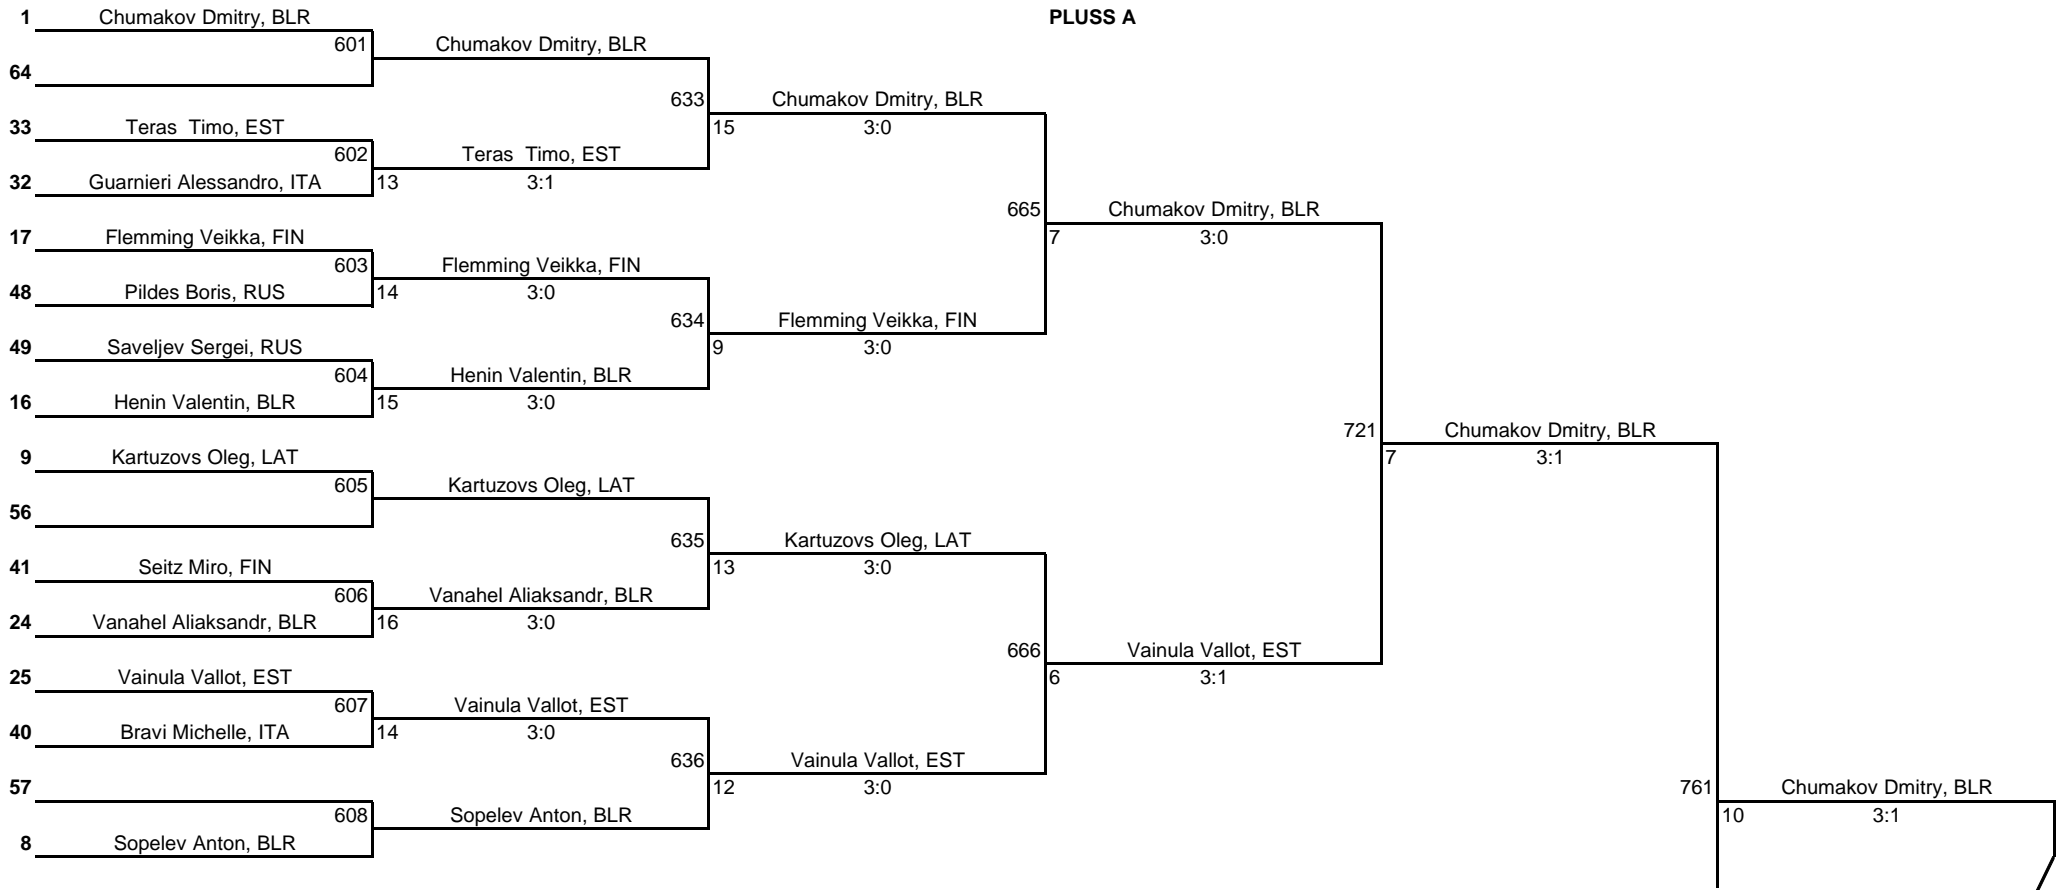 1 Chumakov Dmitry, BLR PLUSS A
601 Chumakov Dmitry, BLR
64
633 Chumakov Dmitry, BLR
33 Teras  Timo, EST 15 3:0
602 Teras  Timo, EST
32 Guarnieri Alessandro, ITA 13 3:1
665 Chumakov Dmitry, BLR
17 Flemming Veikka, FIN 7 3:0
603 Flemming Veikka, FIN
48 Pildes Boris, RUS 14 3:0
634 Flemming Veikka, FIN
49 Saveljev Sergei, RUS 9 3:0
604 Henin Valentin, BLR
16 Henin Valentin, BLR 15 3:0
721 Chumakov Dmitry, BLR
9 Kartuzovs Oleg, LAT 7 3:1
605 Kartuzovs Oleg, LAT
56
635 Kartuzovs Oleg, LAT
41 Seitz Miro, FIN 13 3:0
606 Vanahel Aliaksandr, BLR
24 Vanahel Aliaksandr, BLR 16 3:0
666 Vainula Vallot, EST
25 Vainula Vallot, EST 6 3:1
607 Vainula Vallot, EST
40 Bravi Michelle, ITA 14 3:0
636 Vainula Vallot, EST
57 12 3:0 761 Chumakov Dmitry, BLR
608 Sopelev Anton, BLR 10 3:1
8 Sopelev Anton, BLR